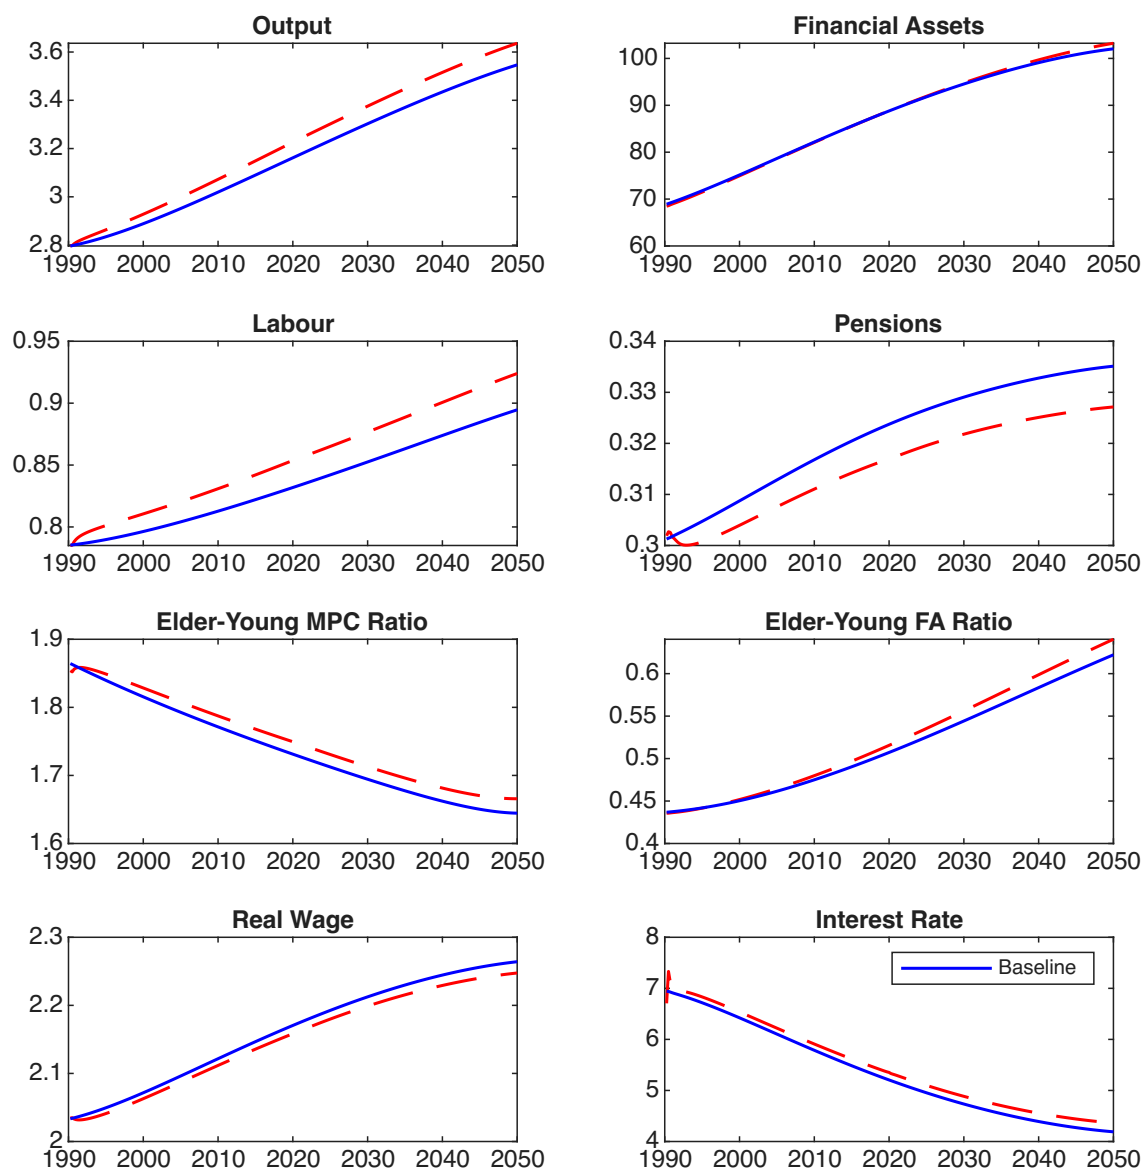 Output
3.6
3.4
3.2
3
2.8
1990 2000 2010 2020 2030 2040 2050
Financial Assets
100
90
80
70
60
1990 2000 2010 2020 2030 2040 2050
Labour
0.95
0.9
0.85
0.8
1990 2000 2010 2020 2030 2040 2050
Pensions
0.34
0.33
0.32
0.31
0.3
1990 2000 2010 2020 2030 2040 2050
Elder-Young MPC Ratio
1.9
1.8
1.7
1.6
1990 2000 2010 2020 2030 2040 2050
Elder-Young FA Ratio
0.6
0.55
0.5
0.45
0.4
1990 2000 2010 2020 2030 2040 2050
Real Wage
2.3
2.2
2.1
2
1990 2000 2010 2020 2030 2040 2050
Interest Rate
8
7
6
5
4
Baseline
1990 2000 2010 2020 2030 2040 2050